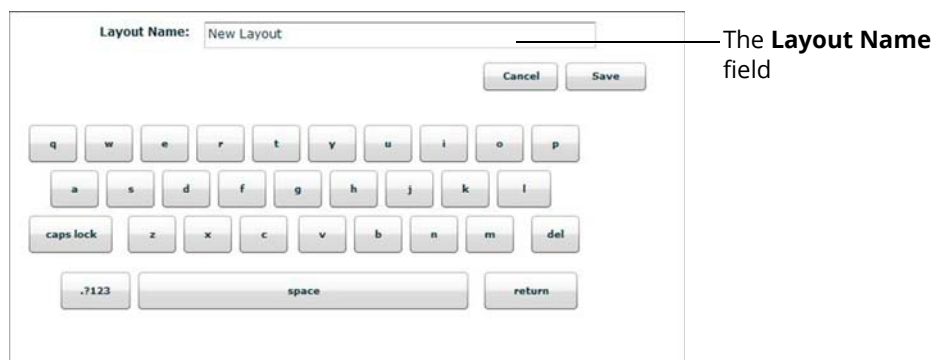 Layout Name: New Layout
The Layout Name
field
Cancel Save
q w e r t y u i o p
a s d f g h j k l
caps lock z x c v b n m del
.?123 space return